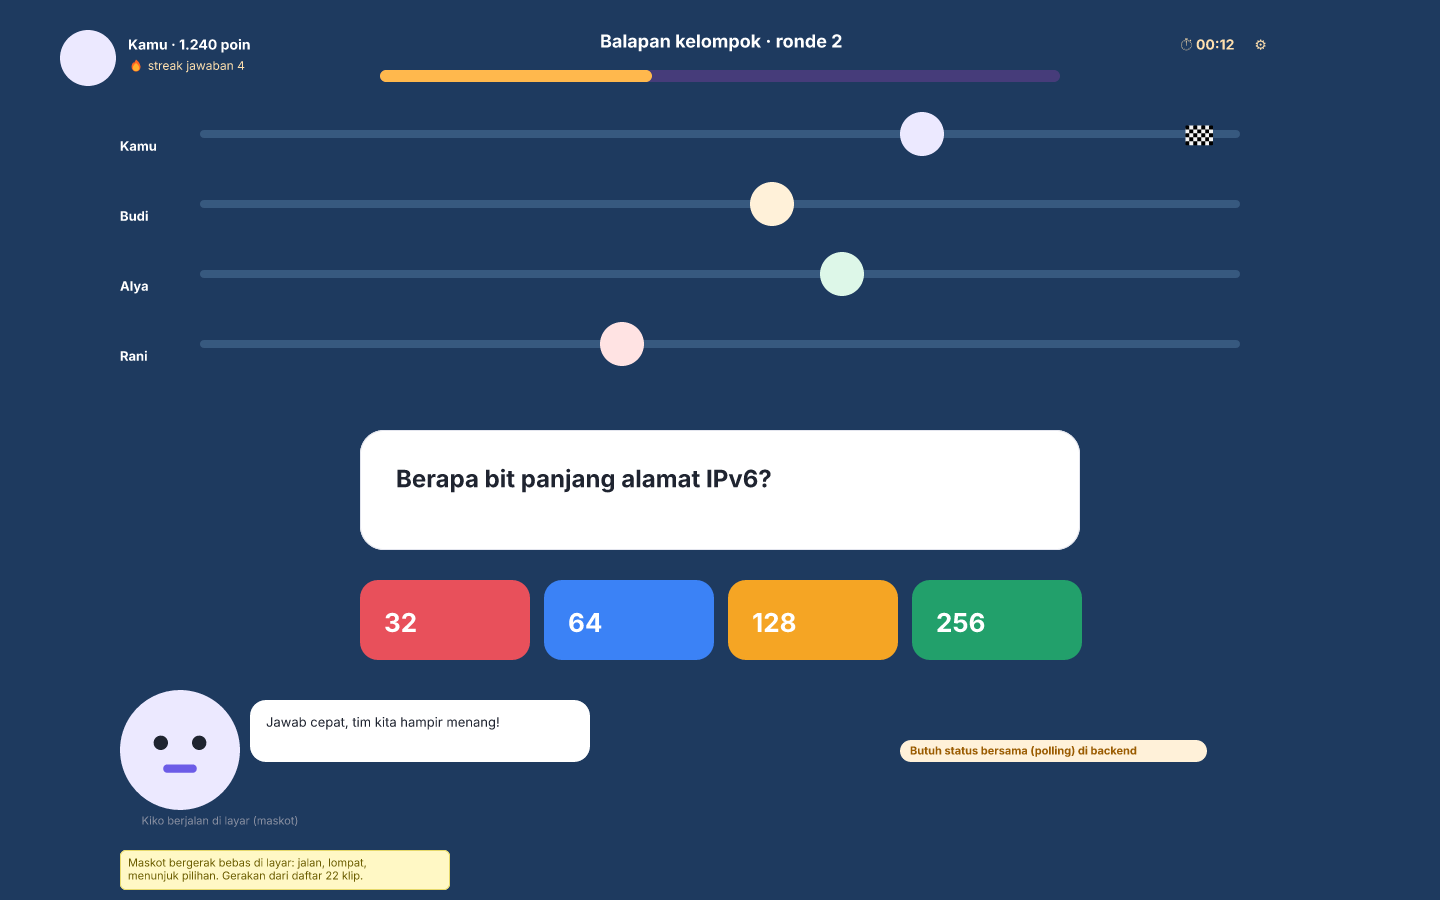 Kamu · 1.240 poin
🔥 streak jawaban 4
Balapan kelompok · ronde 2
⏱ 00:12 ⚙
Kamu
Budi
Alya
Rani
Berapa bit panjang alamat IPv6?
32
64
128
256
Jawab cepat, tim kita hampir menang!
Butuh status bersama (polling) di backend
Kiko berjalan di layar (maskot)
Maskot bergerak bebas di layar: jalan, lompat,
menunjuk pilihan. Gerakan dari daftar 22 klip.